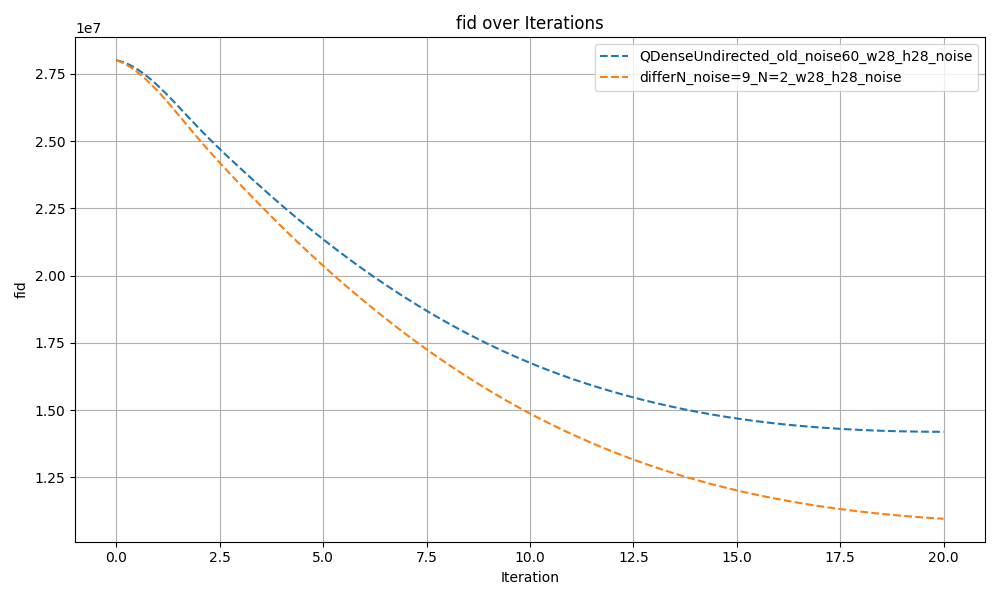 fid over Iterations
1e7
QDenseUndirected_old_noise60_w28_h28_noise
differN_noise=9_N=2_w28_h28_noise
2.75
2.50
2.25
2.00
1.75
1.50
1.25
fid
0.0 2.5 5.0 7.5 10.0 12.5 15.0 17.5 20.0
Iteration